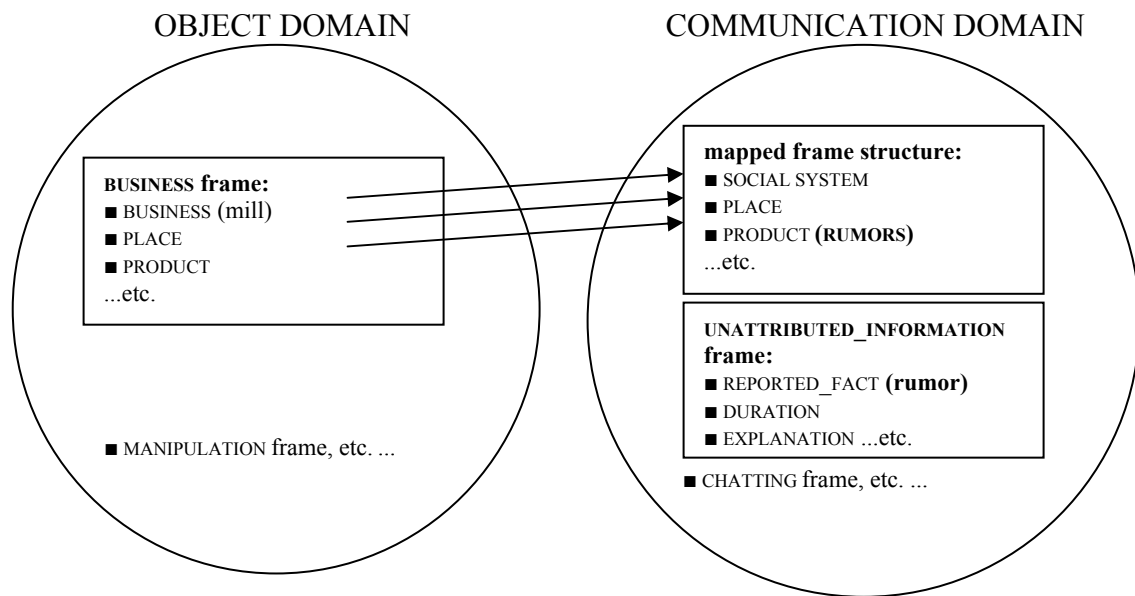 OBJECT DOMAIN
BUSINESS frame:
■ BUSINESS (mill)
■ PLACE
■ PRODUCT
...etc.
■ MANIPULATION frame, etc. ...
COMMUNICATION DOMAIN
mapped frame structure:
■ SOCIAL SYSTEM
■ PLACE
■ PRODUCT (RUMORS)
...etc.
UNATTRIBUTED_INFORMATION
frame:
■ REPORTED_FACT (rumor)
■ DURATION
■ EXPLANATION ...etc.
■ CHATTING frame, etc. ...